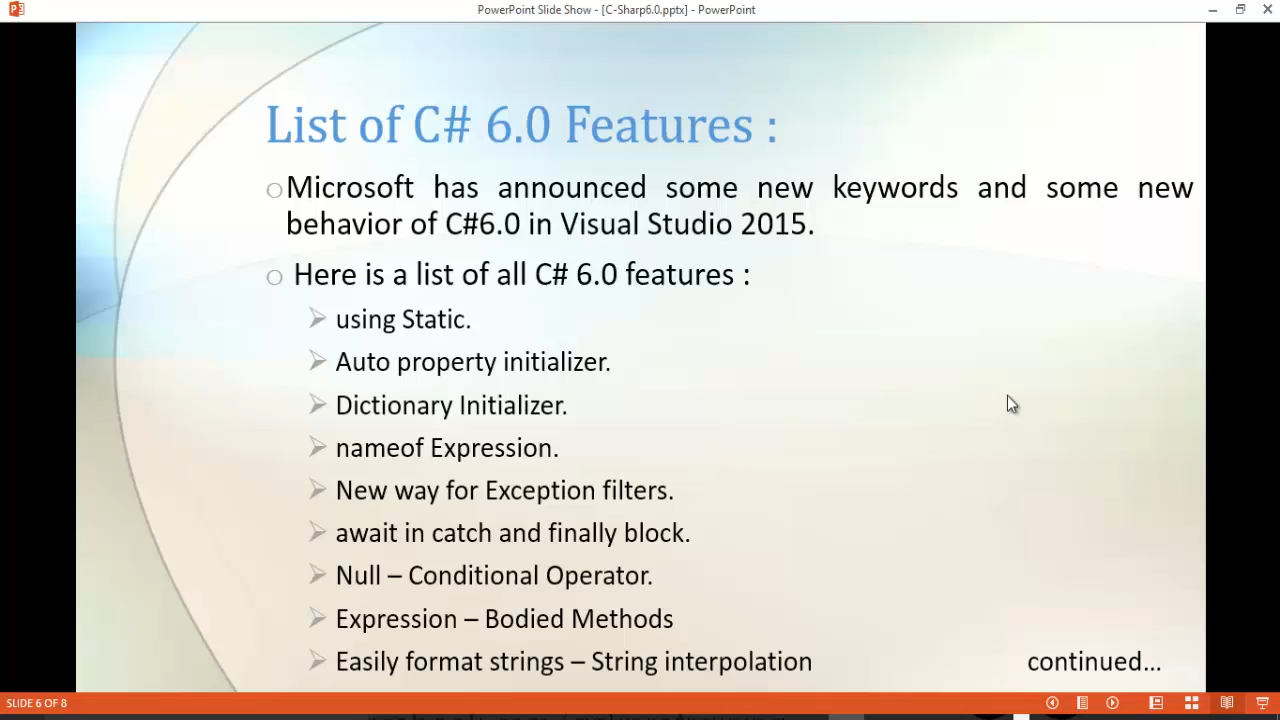 PowerPoint Slide Show - [C-Sharp6.0.pptx] - PowerPoint
List of C# 6.0 Features :
Microsoft has announced some new keywords and some new
behavior of C#6.0 in Visual Studio 2015.
Here is a list of all C# 6.0 features :
using Static.
Auto property initializer.
Dictionary Initializer.
nameof Expression.
New way for Exception filters.
await in catch and finally block.
Null – Conditional Operator.
Expression – Bodied Methods
Easily format strings – String interpolation continued...
SLIDE 6 OF 8